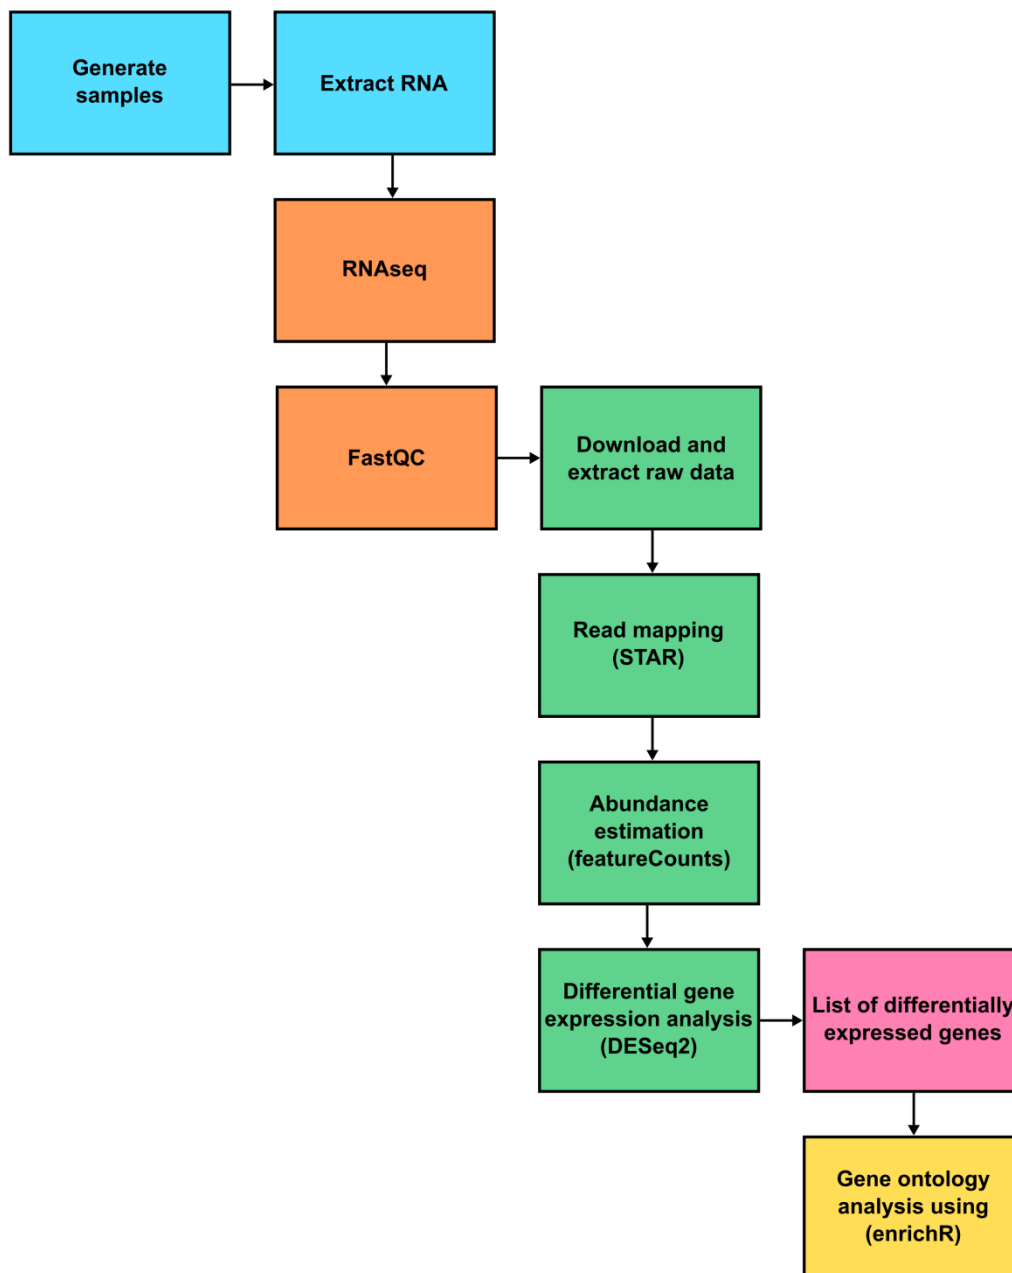 Generate
samples
Extract RNA
RNAseq
FastQC
Download and
extract raw data
Read mapping
(STAR)
Abundance
estimation
(featureCounts)
Differential gene
expression analysis
(DESeq2)
List of differentially
expressed genes
Gene ontology
analysis using
(enrichR)